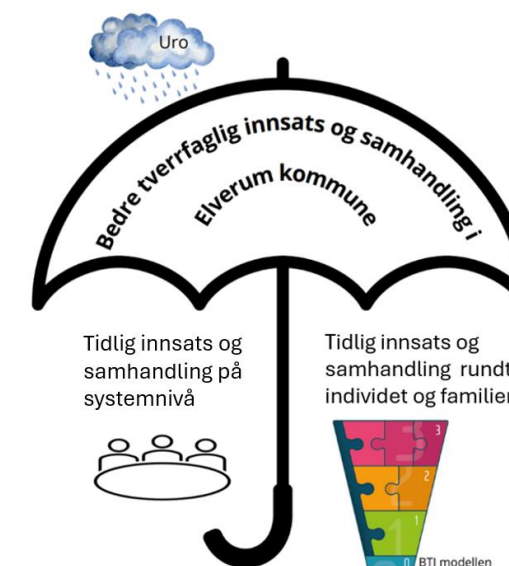 Uro
Bedre tverrfaglig innsats og samhandling i
Elverum kommune
Tidlig innsats og
samhandling på
systemnivå
Tidlig innsats og
samhandling rundt
individet og familien
3
2
1
0
BTI modellen